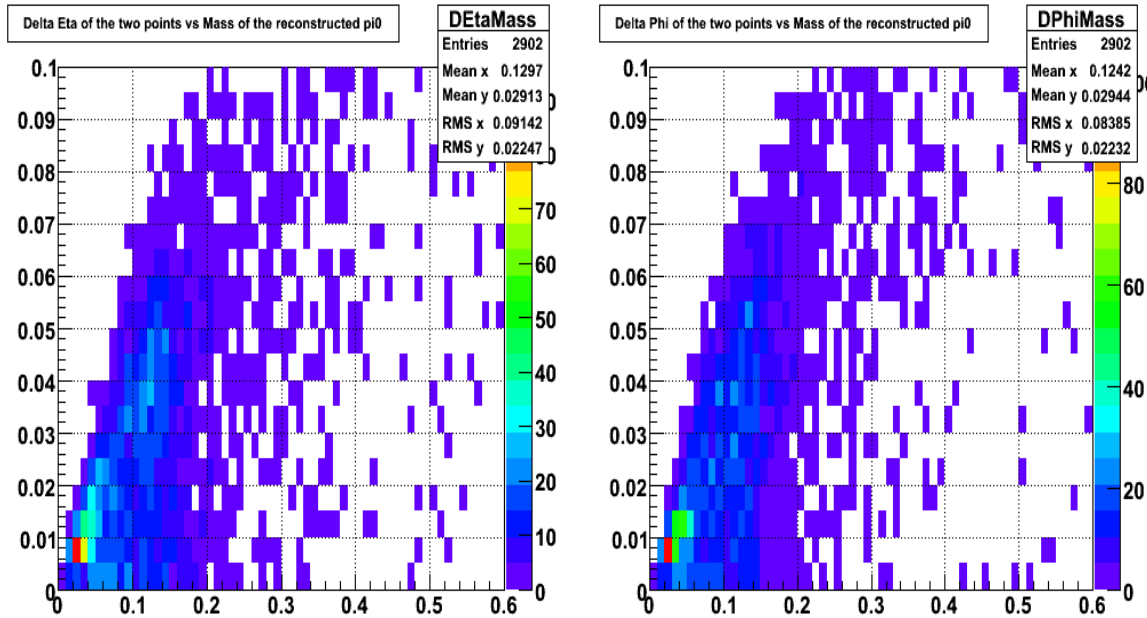 Delta Eta of the two points vs Mass of the reconstructed pi0
DEtaMass
Entries 2902
Mean x 0.1297
Mean y 0.02913
RMS x 0.09142
RMS y 0.02247
0.1
0.09
0.08
0.07
0.06
0.05
0.04
0.03
0.02
0.01
0
0 0.1 0.2 0.3 0.4 0.5 0.6
70
60
50
40
30
20
10
0
Delta Phi of the two points vs Mass of the reconstructed pi0
DPhiMass
Entries 2902
Mean x 0.1242
Mean y 0.02944
RMS x 0.08385
RMS y 0.02232
0.1
0.09
0.08
0.07
0.06
0.05
0.04
0.03
0.02
0.01
0
0 0.1 0.2 0.3 0.4 0.5 0.6
80
60
40
20
0